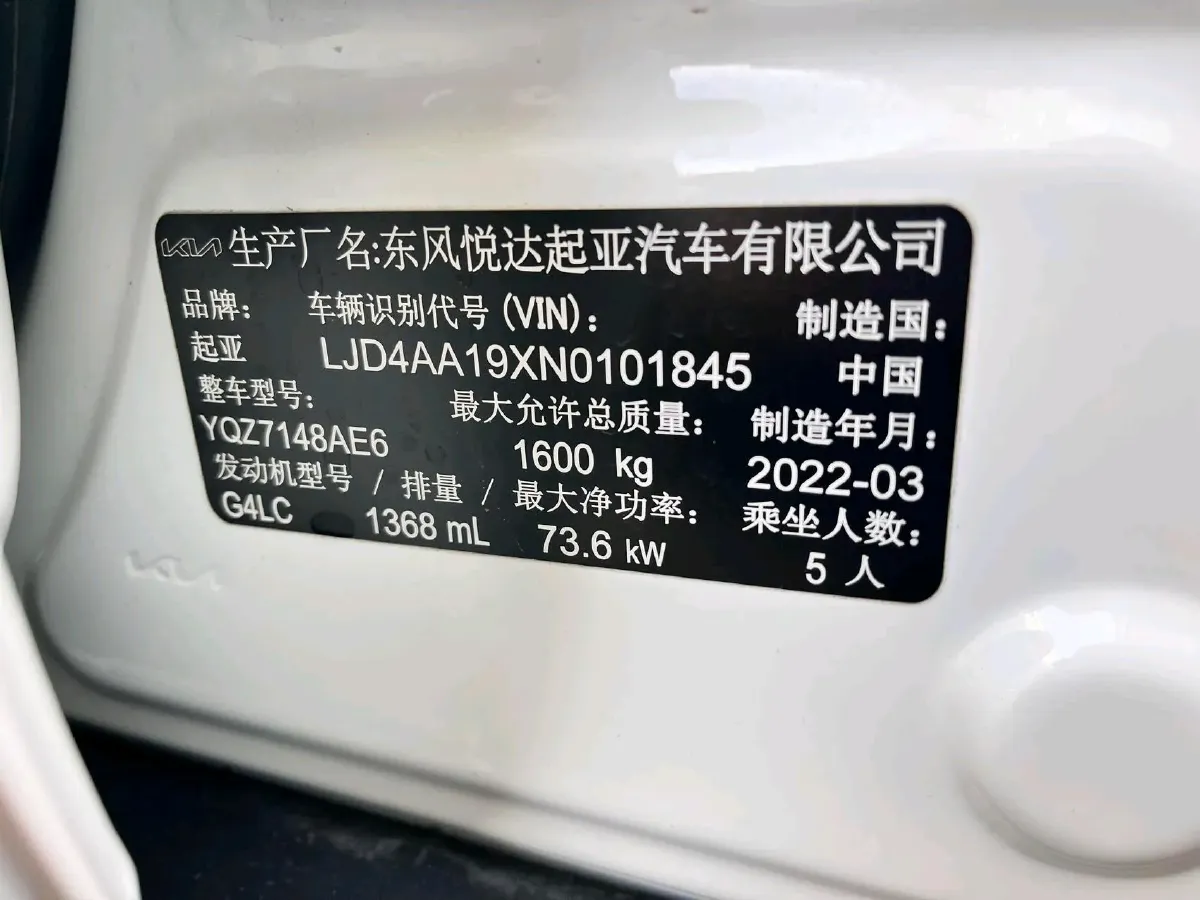 KIA 生产厂名:东风悦达起亚汽车有限公司
品牌: 车辆识别代号(VIN): 制造国:
起亚 LJD4AA19XN0101845 中国
整车型号: 最大允许总质量: 制造年月:
YQZ7148AE6 1600 kg 2022-03
发动机型号 / 排量 / 最大净功率: 乘坐人数:
G4LC 1368 mL 73.6 kW 5 人